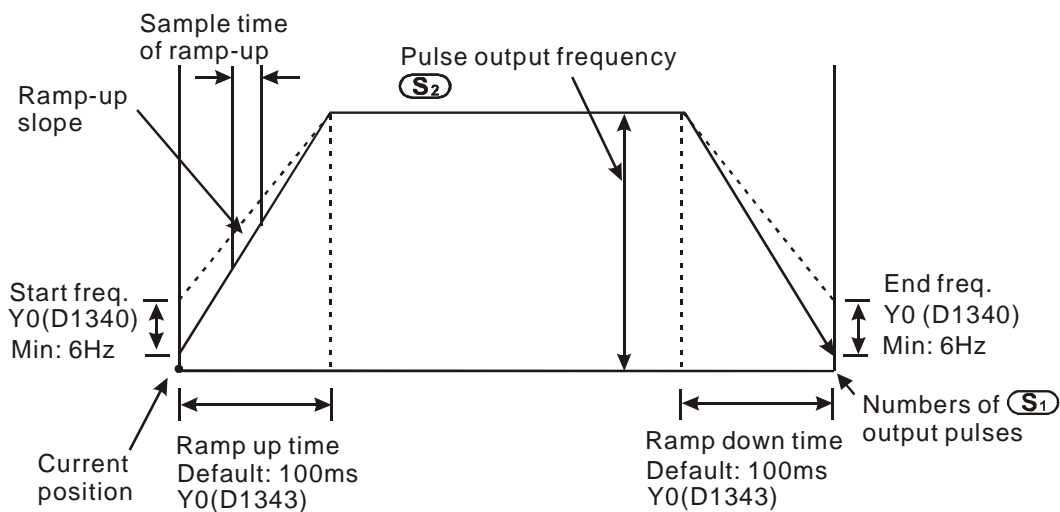 Sample time
of ramp-up
Pulse output frequency
S2
Ramp-up
slope
Start freq.
Y0(D1340)
Min: 6Hz
End freq.
Y0 (D1340)
Min: 6Hz
Current
position
Ramp up time
Default: 100ms
Y0(D1343)
Ramp down time
Default: 100ms
Y0(D1343)
Numbers of S1
output pulses